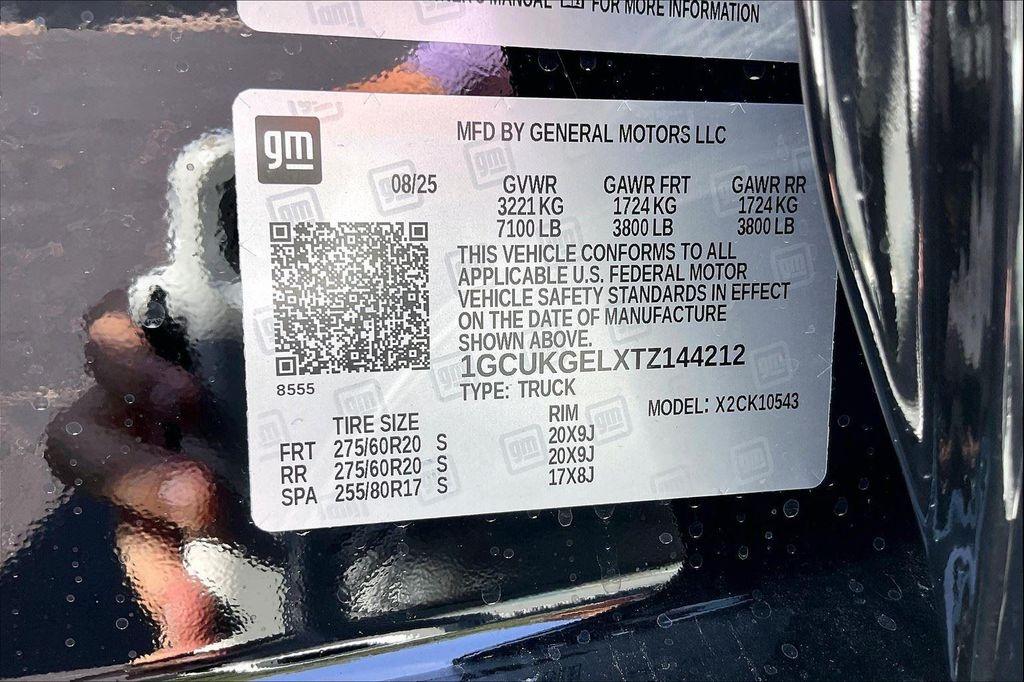 MANUAL FOR MORE INFORMATION
gm
MFD BY GENERAL MOTORS LLC
08/25 GVWR GAWR FRT GAWR RR
3221 KG 1724 KG 1724 KG
7100 LB 3800 LB 3800 LB
THIS VEHICLE CONFORMS TO ALL
APPLICABLE U.S. FEDERAL MOTOR
VEHICLE SAFETY STANDARDS IN EFFECT
ON THE DATE OF MANUFACTURE
SHOWN ABOVE.
1GCUKGELXTZ144212
8555
TYPE: TRUCK
MODEL: X2CK10543
TIRE SIZE RIM
FRT 275/60R20 S 20X9J
RR 275/60R20 S 20X9J
SPA 255/80R17 S 17X8J